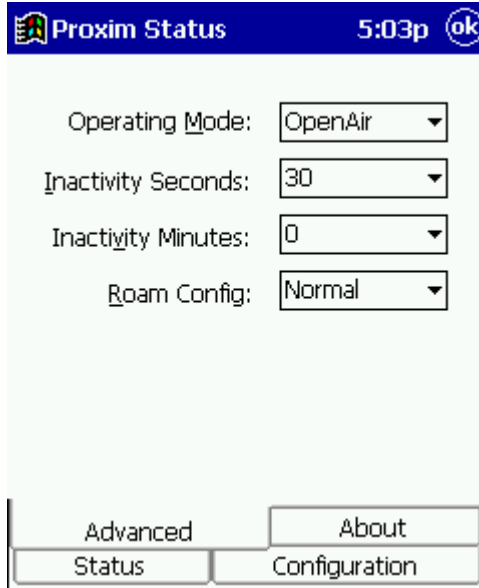 Proxim Status 5:03p ok
Operating Mode: OpenAir
Inactivity Seconds: 30
Inactivity Minutes: 0
Roam Config: Normal
Advanced About
Status Configuration